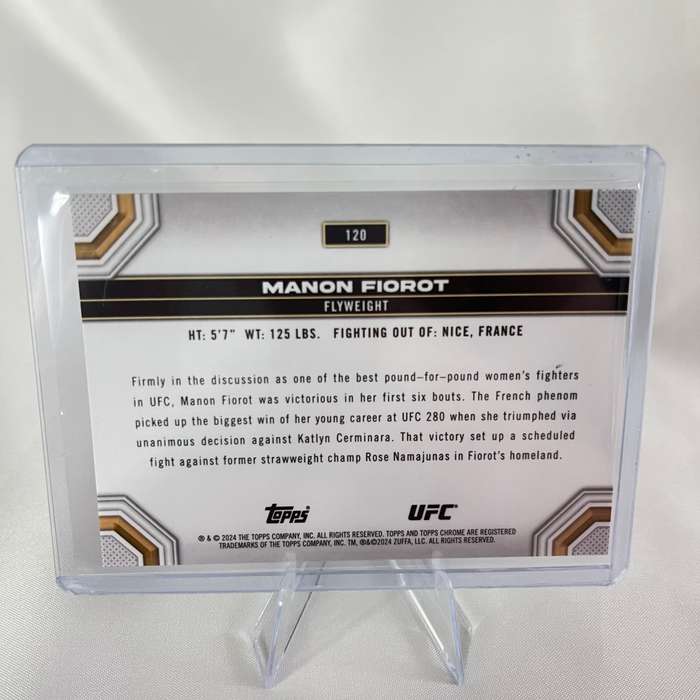 120
MANON FIOROT
FLYWEIGHT
HT: 5'7" WT: 125 LBS. FIGHTING OUT OF: NICE, FRANCE
Firmly in the discussion as one of the best pound-for-pound women's fighters
in UFC, Manon Fiorot was victorious in her first six bouts. The French phenom
picked up the biggest win of her young career at UFC 280 when she triumphed via
unanimous decision against Katlyn Cerminara. That victory set up a scheduled
fight against former strawweight champ Rose Namajunas in Fiorot's homeland.
Topps UFC
® & © 2024 THE TOPPS COMPANY, INC. ALL RIGHTS RESERVED. TOPPS AND TOPPS CHROME ARE REGISTERED
TRADEMARKS OF THE TOPPS COMPANY, INC. TM, ®&©2024 ZUFFA, LLC. ALL RIGHTS RESERVED.